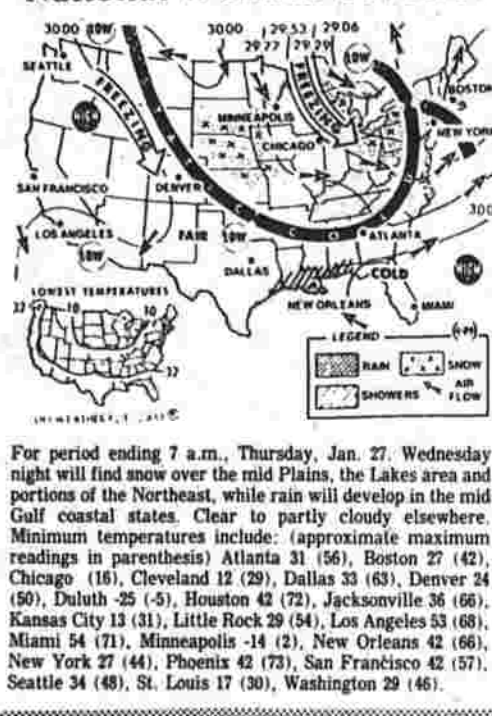 3000
3000
29.53
29.06
29.77
29.29
LOW
SEATTLE
FREEZING
FREEZING
BOSTON
MINNEAPOLIS
NEW YORK
CHICAGO
SAN FRANCISCO
DENVER
LOS ANGELES
FAIR
LOW
ATLANTA
DALLAS
COLD
NEW ORLEANS
MIAMI
LOWEST TEMPERATURES
32
10
10
32
LEGEND
RAIN
SNOW
SHOWERS
AIR
FLOW
For period ending 7 a.m., Thursday, Jan. 27. Wednesday
night will find snow over the mid Plains, the Lakes area and
portions of the Northeast, while rain will develop in the mid
Gulf coastal states. Clear to partly cloudy elsewhere.
Minimum temperatures include: (approximate maximum
readings in parenthesis) Atlanta 31 (56), Boston 27 (42),
Chicago (16), Cleveland 12 (29), Dallas 33 (63), Denver 24
(50), Duluth -25 (-5), Houston 42 (72), Jacksonville 36 (66),
Kansas City 13 (31), Little Rock 29 (54), Los Angeles 53 (68),
Miami 54 (71), Minneapolis -14 (2), New Orleans 42 (66),
New York 27 (44), Phoenix 42 (73), San Francisco 42 (57),
Seattle 34 (48), St. Louis 17 (30), Washington 29 (46).